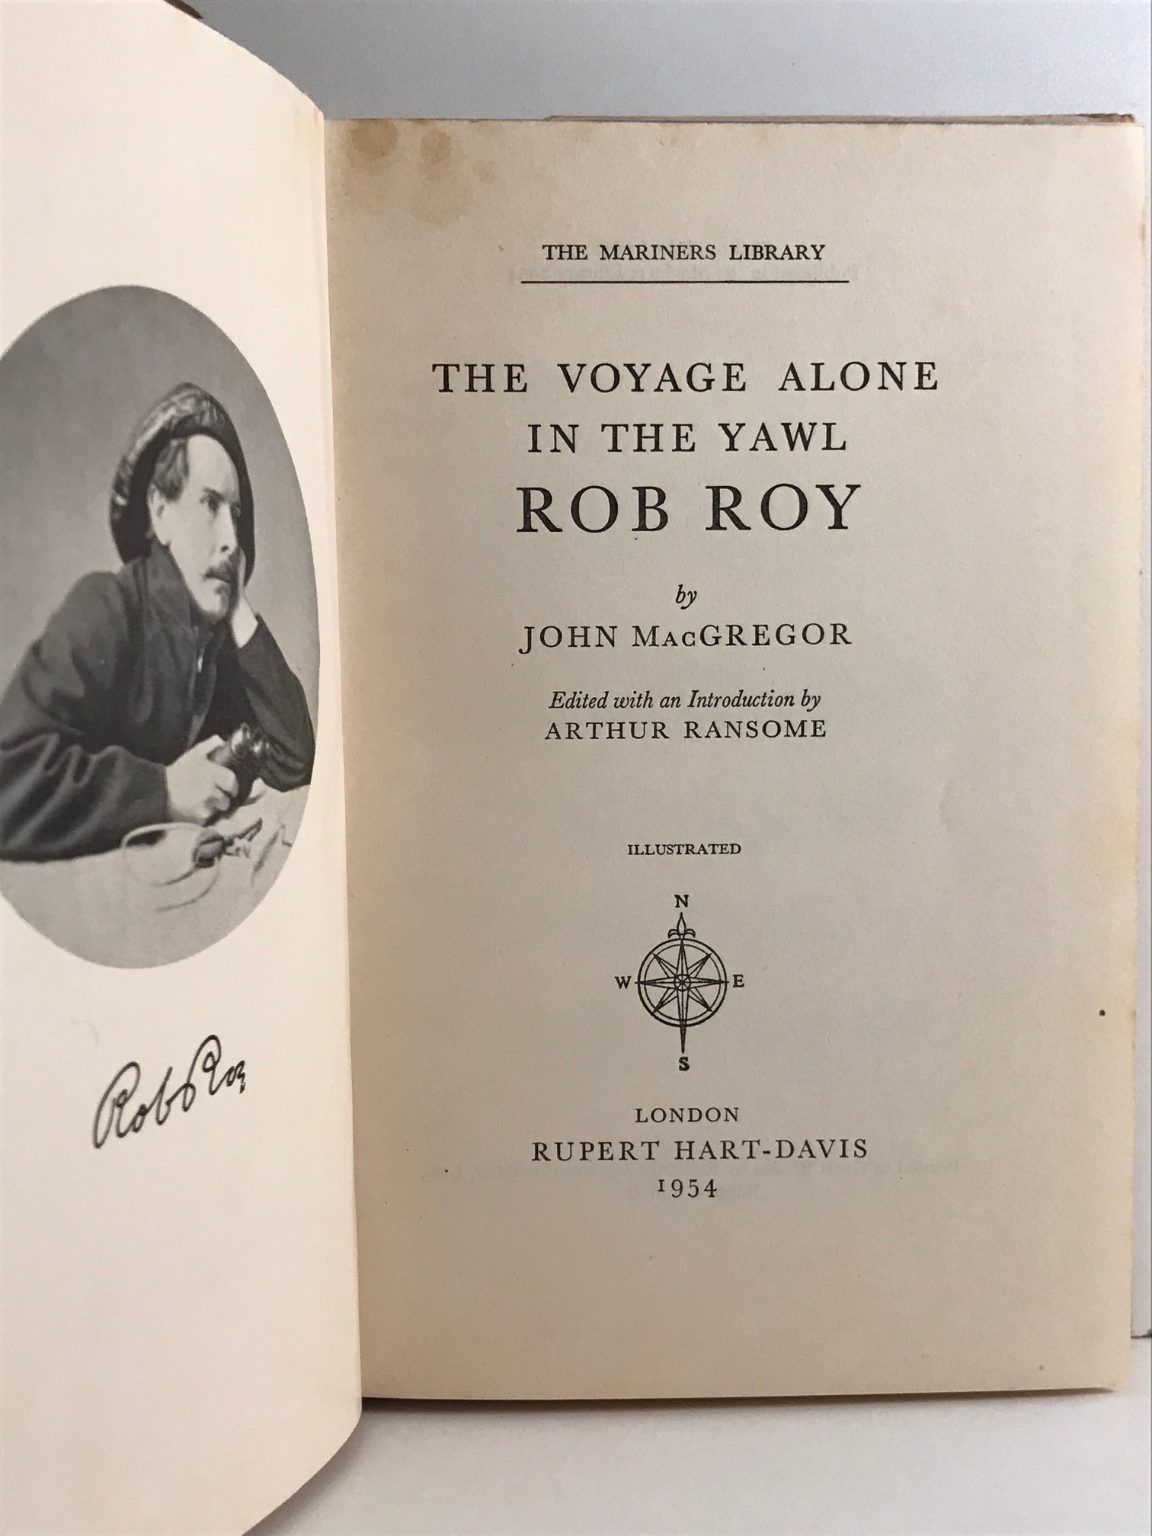 Rob Roy
THE MARINERS LIBRARY
THE VOYAGE ALONE
IN THE YAWL
ROB ROY
by
JOHN MacGREGOR
Edited with an Introduction by
ARTHUR RANSOME
ILLUSTRATED
N
W E
S
LONDON
RUPERT HART-DAVIS
1954